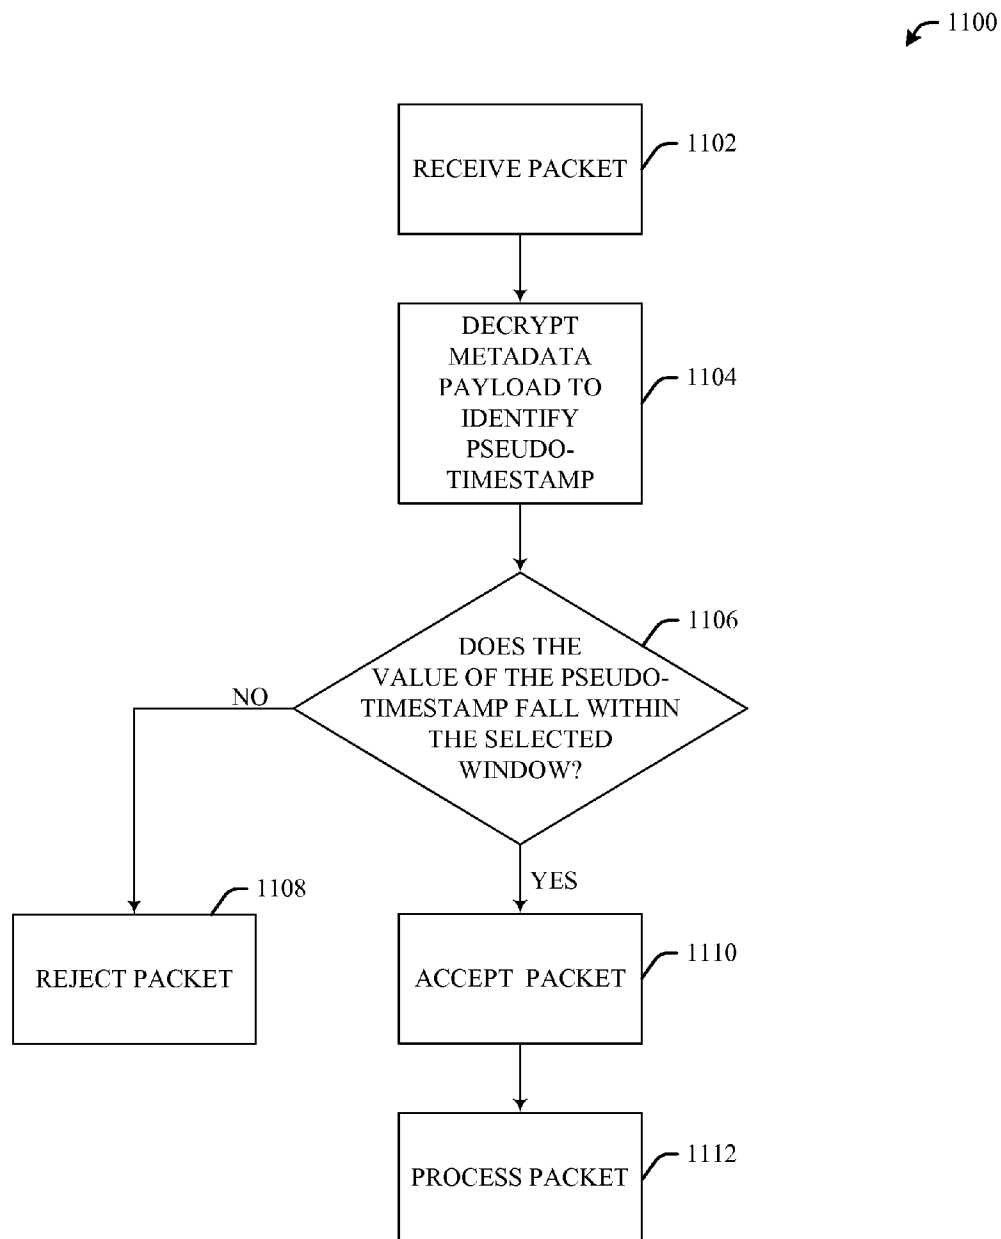 1100
RECEIVE PACKET
1102
DECRYPT
METADATA
PAYLOAD TO
IDENTIFY
PSEUDO-
TIMESTAMP
1104
DOES THE
VALUE OF THE PSEUDO-
TIMESTAMP FALL WITHIN
THE SELECTED
WINDOW?
1106
NO
YES
REJECT PACKET
1108
ACCEPT PACKET
1110
PROCESS PACKET
1112